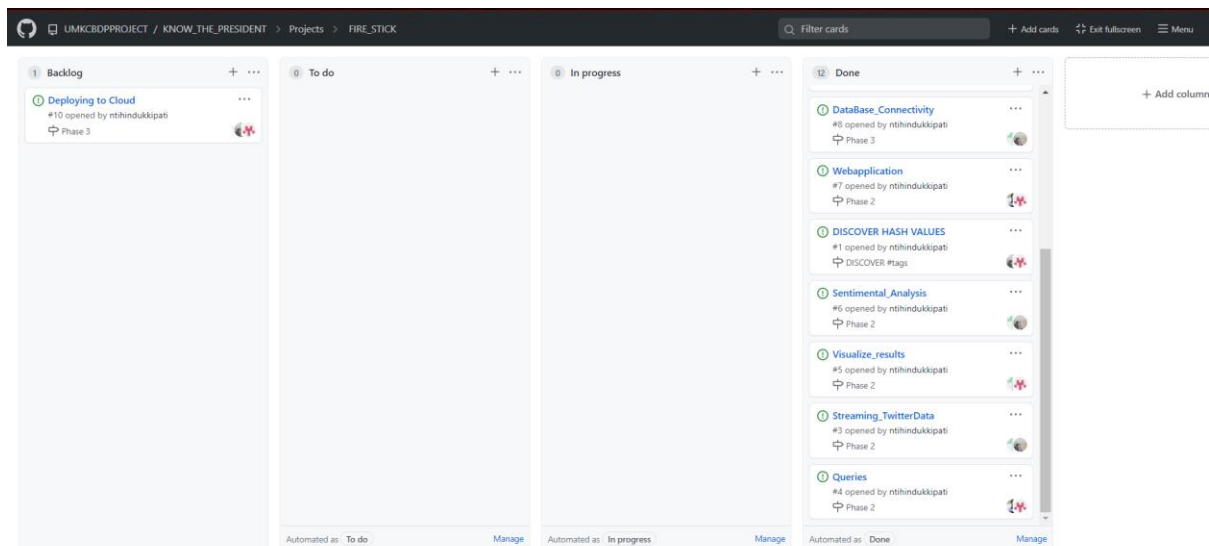 UMKCBDPPROJECT / KNOW_THE_PRESIDENT > Projects > FIRE_STICK
Filter cards
+ Add cards
Exit fullscreen
Menu
1 Backlog
Deploying to Cloud
#10 opened by ntihindukkipati
Phase 3
0 To do
Automated as To do
Manage
0 In progress
Automated as In progress
Manage
12 Done
DataBase_Connectivity
#8 opened by ntihindukkipati
Phase 3
Webapplication
#7 opened by ntihindukkipati
Phase 2
DISCOVER HASH VALUES
#1 opened by ntihindukkipati
DISCOVER #tags
Sentimental_Analysis
#6 opened by ntihindukkipati
Phase 2
Visualize_results
#5 opened by ntihindukkipati
Phase 2
Streaming_TwitterData
#3 opened by ntihindukkipati
Phase 2
Queries
#4 opened by ntihindukkipati
Phase 2
Automated as Done
Manage
+ Add column